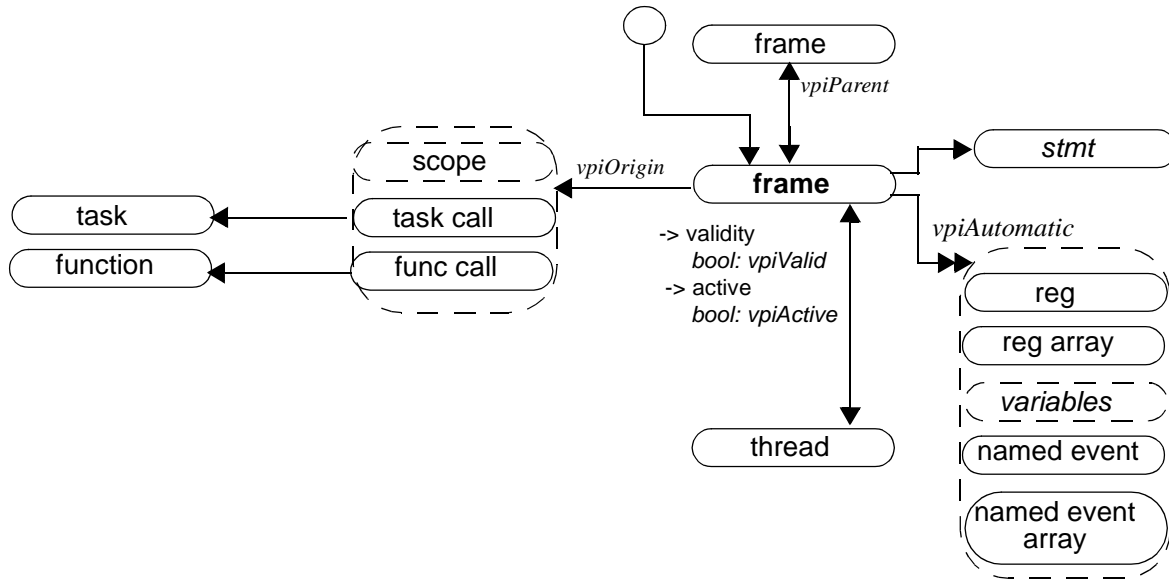 frame
vpiParent
scope
vpiOrigin
frame
stmt
task
task call
vpiAutomatic
-> validity
bool: vpiValid
function
func call
-> active
bool: vpiActive
reg
reg array
variables
thread
named event
named event
array